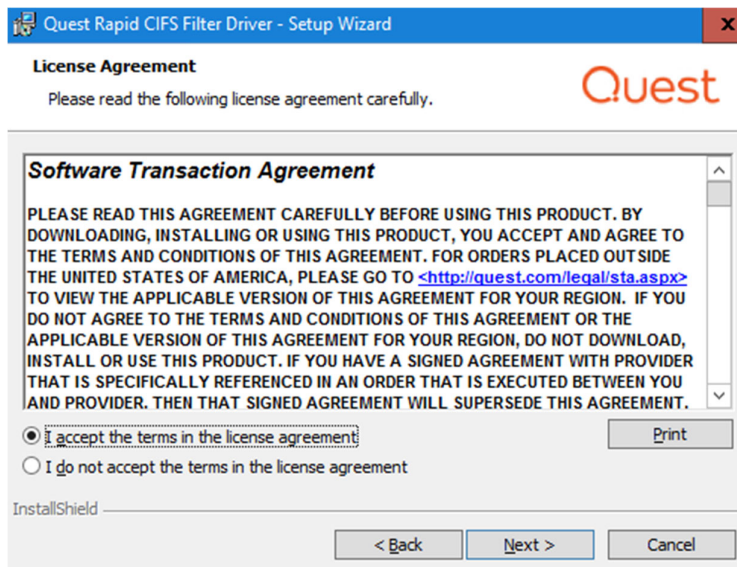 Quest Rapid CIFS Filter Driver - Setup Wizard
x
License Agreement
Please read the following license agreement carefully.
Quest
Software Transaction Agreement
PLEASE READ THIS AGREEMENT CAREFULLY BEFORE USING THIS PRODUCT. BY
DOWNLOADING, INSTALLING OR USING THIS PRODUCT, YOU ACCEPT AND AGREE TO
THE TERMS AND CONDITIONS OF THIS AGREEMENT. FOR ORDERS PLACED OUTSIDE
THE UNITED STATES OF AMERICA, PLEASE GO TO <http://quest.com/legal/sta.aspx>
TO VIEW THE APPLICABLE VERSION OF THIS AGREEMENT FOR YOUR REGION. IF YOU
DO NOT AGREE TO THE TERMS AND CONDITIONS OF THIS AGREEMENT OR THE
APPLICABLE VERSION OF THIS AGREEMENT FOR YOUR REGION, DO NOT DOWNLOAD,
INSTALL OR USE THIS PRODUCT. IF YOU HAVE A SIGNED AGREEMENT WITH PROVIDER
THAT IS SPECIFICALLY REFERENCED IN AN ORDER THAT IS EXECUTED BETWEEN YOU
AND PROVIDER, THEN THAT SIGNED AGREEMENT WILL SUPERSEDE THIS AGREEMENT.
I accept the terms in the license agreement
Print
I do not accept the terms in the license agreement
InstallShield
< Back
Next >
Cancel